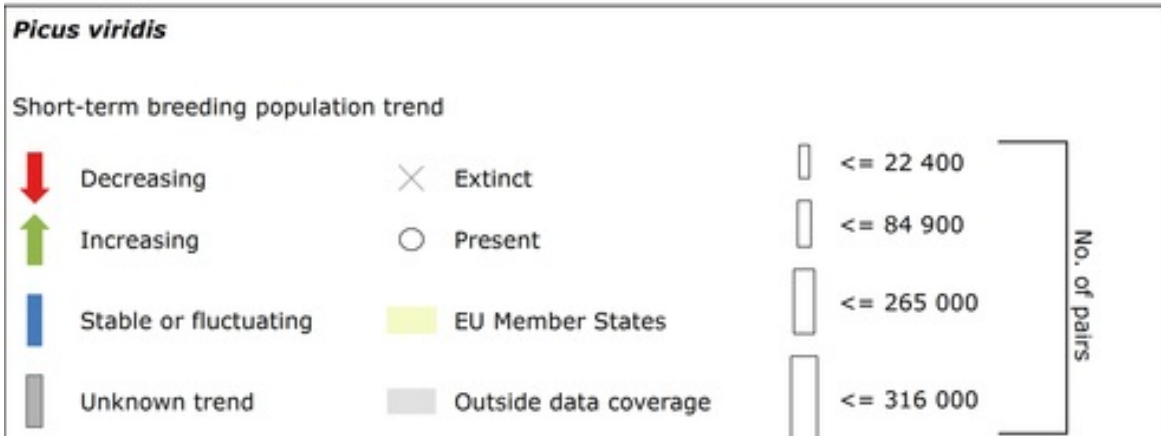 Picus viridis
Short-term breeding population trend
Decreasing
Extinct
<= 22 400
Increasing
Present
<= 84 900
Stable or fluctuating
EU Member States
<= 265 000
Unknown trend
Outside data coverage
<= 316 000
No. of pairs